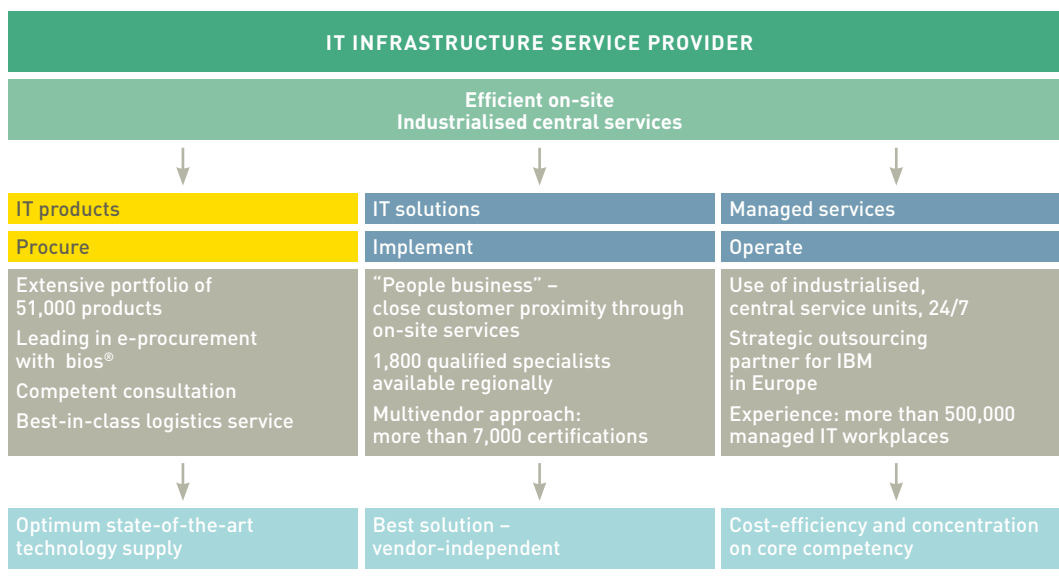 IT INFRASTRUCTURE SERVICE PROVIDER
Efficient on-site
Industrialised central services
IT products
Procure
Extensive portfolio of
51,000 products
Leading in e-procurement
with bios®
Competent consultation
Best-in-class logistics service
Optimum state-of-the-art
technology supply
IT solutions
Implement
“People business” –
close customer proximity through
on-site services
1,800 qualified specialists
available regionally
Multivendor approach:
more than 7,000 certifications
Best solution –
vendor-independent
Managed services
Operate
Use of industrialised,
central service units, 24/7
Strategic outsourcing
partner for IBM
in Europe
Experience: more than 500,000
managed IT workplaces
Cost-efficiency and concentration
on core competency